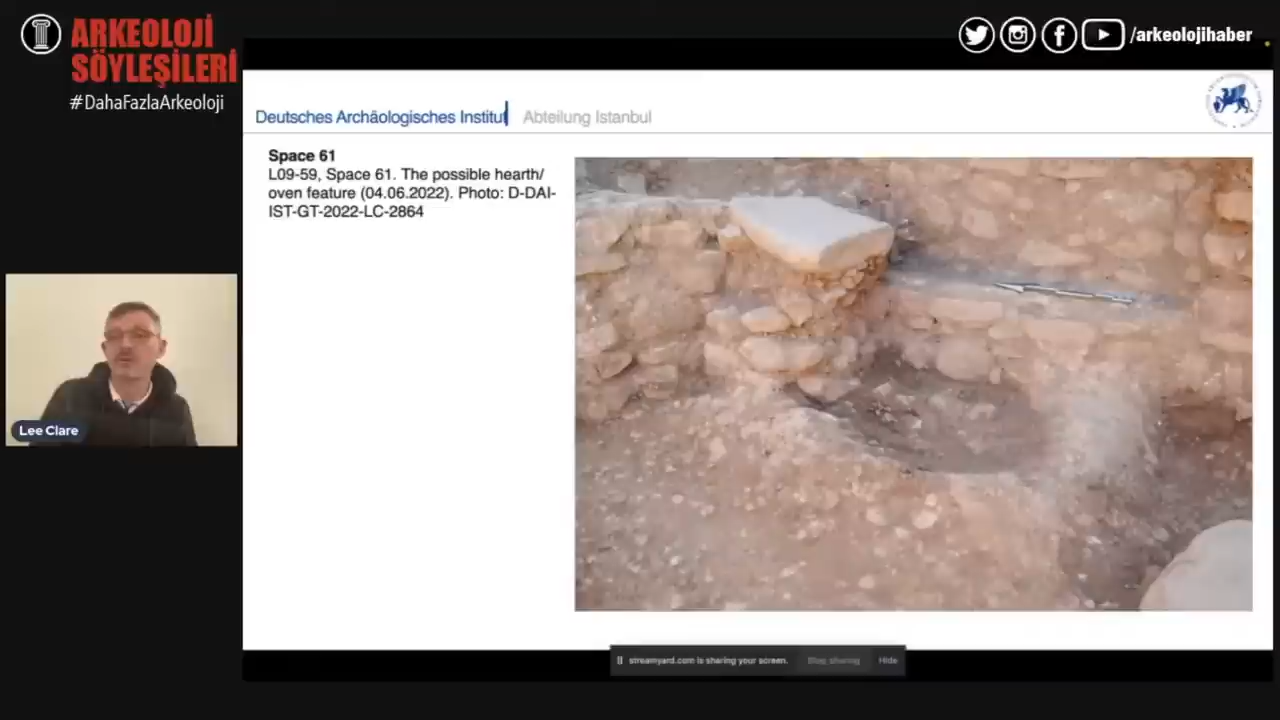 ARKEOLOJİ
SÖYLEŞİLERİ
#DahaFazlaArkeoloji
/arkeolojihaber
Deutsches Archäologisches Institut Abteilung Istanbul
Space 61
L09-59, Space 61. The possible hearth/
oven feature (04.06.2022). Photo: D-DAI-
IST-GT-2022-LC-2864
Lee Clare
streamyard.com is sharing your screen. Stop sharing Hide